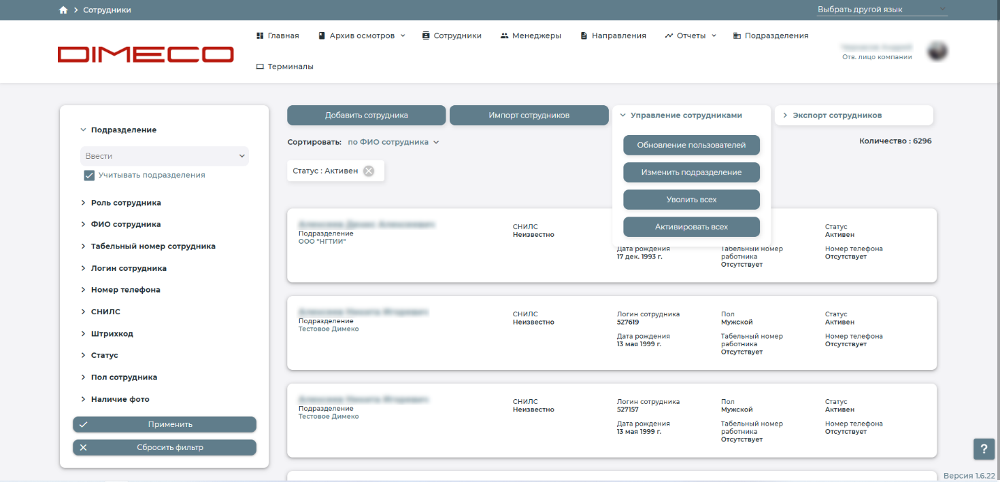 Сотрудники
Выбрать другой язык
DIMECO
Главная
Архив осмотров
Сотрудники
Менеджеры
Направления
Отчеты
Подразделения
Терминалы
Отв. лицо компании
Подразделение
Ввести
Учитывать подразделения
Роль сотрудника
ФИО сотрудника
Табельный номер сотрудника
Логин сотрудника
Номер телефона
СНИЛС
Штрихкод
Статус
Пол сотрудника
Наличие фото
Применить
Сбросить фильтр
Добавить сотрудника
Импорт сотрудников
Управление сотрудниками
Обновление пользователей
Изменить подразделение
Уволить всех
Активировать всех
Экспорт сотрудников
Сортировать: по ФИО сотрудника
Количество : 6296
Статус : Активен
Подразделение
ООО "НГТИИ"
СНИЛС
Неизвестно
Дата рождения
17 дек. 1993 г.
Табельный номер
работника
Отсутствует
Статус
Активен
Номер телефона
Отсутствует
Подразделение
Тестовое Димеко
СНИЛС
Неизвестно
Логин сотрудника
527619
Дата рождения
13 мая 1999 г.
Пол
Мужской
Табельный номер
работника
Отсутствует
Статус
Активен
Номер телефона
Отсутствует
Подразделение
Тестовое Димеко
СНИЛС
Неизвестно
Логин сотрудника
527157
Дата рождения
13 мая 1999 г.
Пол
Мужской
Табельный номер
работника
Отсутствует
Статус
Активен
Номер телефона
Отсутствует
?
Версия 1.6.22